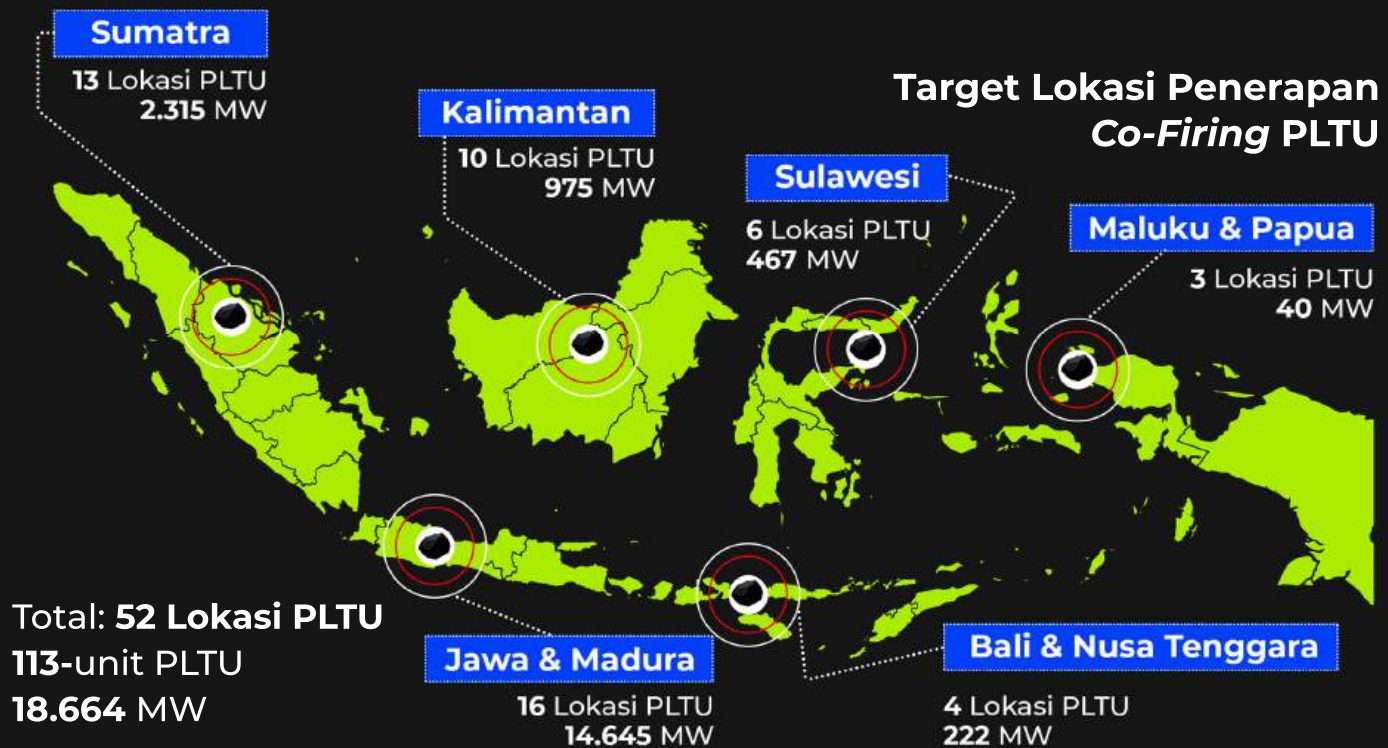 Target Lokasi Penerapan
Co-Firing PLTU
Sumatra
13 Lokasi PLTU
2.315 MW
Kalimantan
10 Lokasi PLTU
975 MW
Sulawesi
6 Lokasi PLTU
467 MW
Maluku & Papua
3 Lokasi PLTU
40 MW
Jawa & Madura
16 Lokasi PLTU
14.645 MW
Bali & Nusa Tenggara
4 Lokasi PLTU
222 MW
Total: 52 Lokasi PLTU
113-unit PLTU
18.664 MW